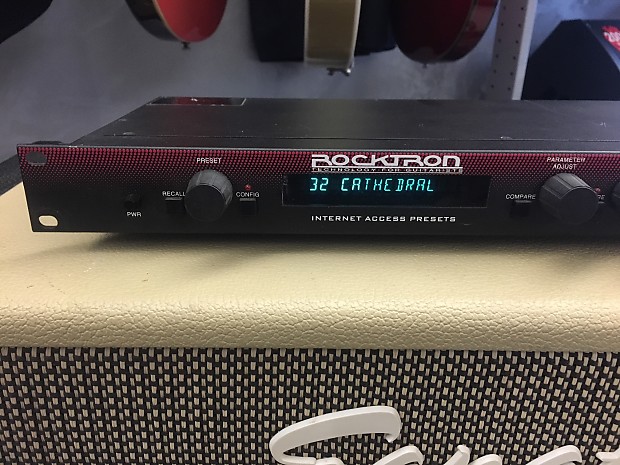 PRESET
ROCKTRON
TECHNOLOGY FOR GUITARISTS
PARAMETER
ADJUST
RECALL
CONFIG
32 CATHEDRAL
COMPARE
PWR
INTERNET ACCESS PRESETS